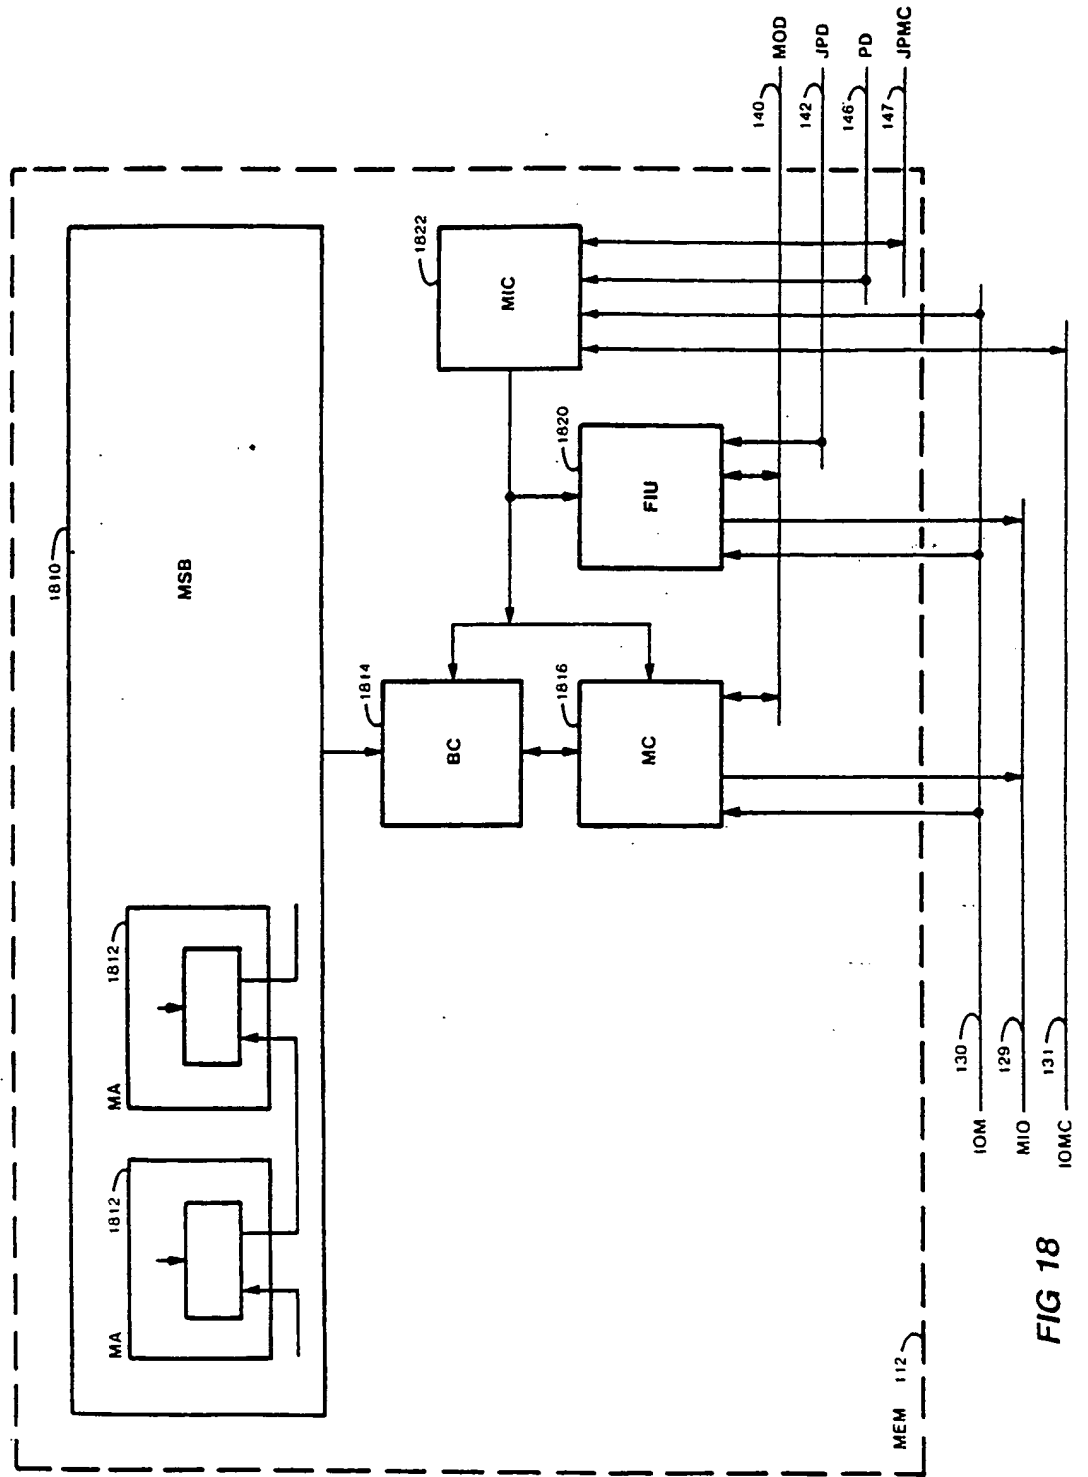 1810
MSB
MA
1812
MA
1812
1822
MIC
1814
BC
1816
MC
1820
FIU
140
MOD
142
JPD
146
PD
147
JPMC
MEM 112
IOM
130
MIO
129
IOMC
131
FIG 18